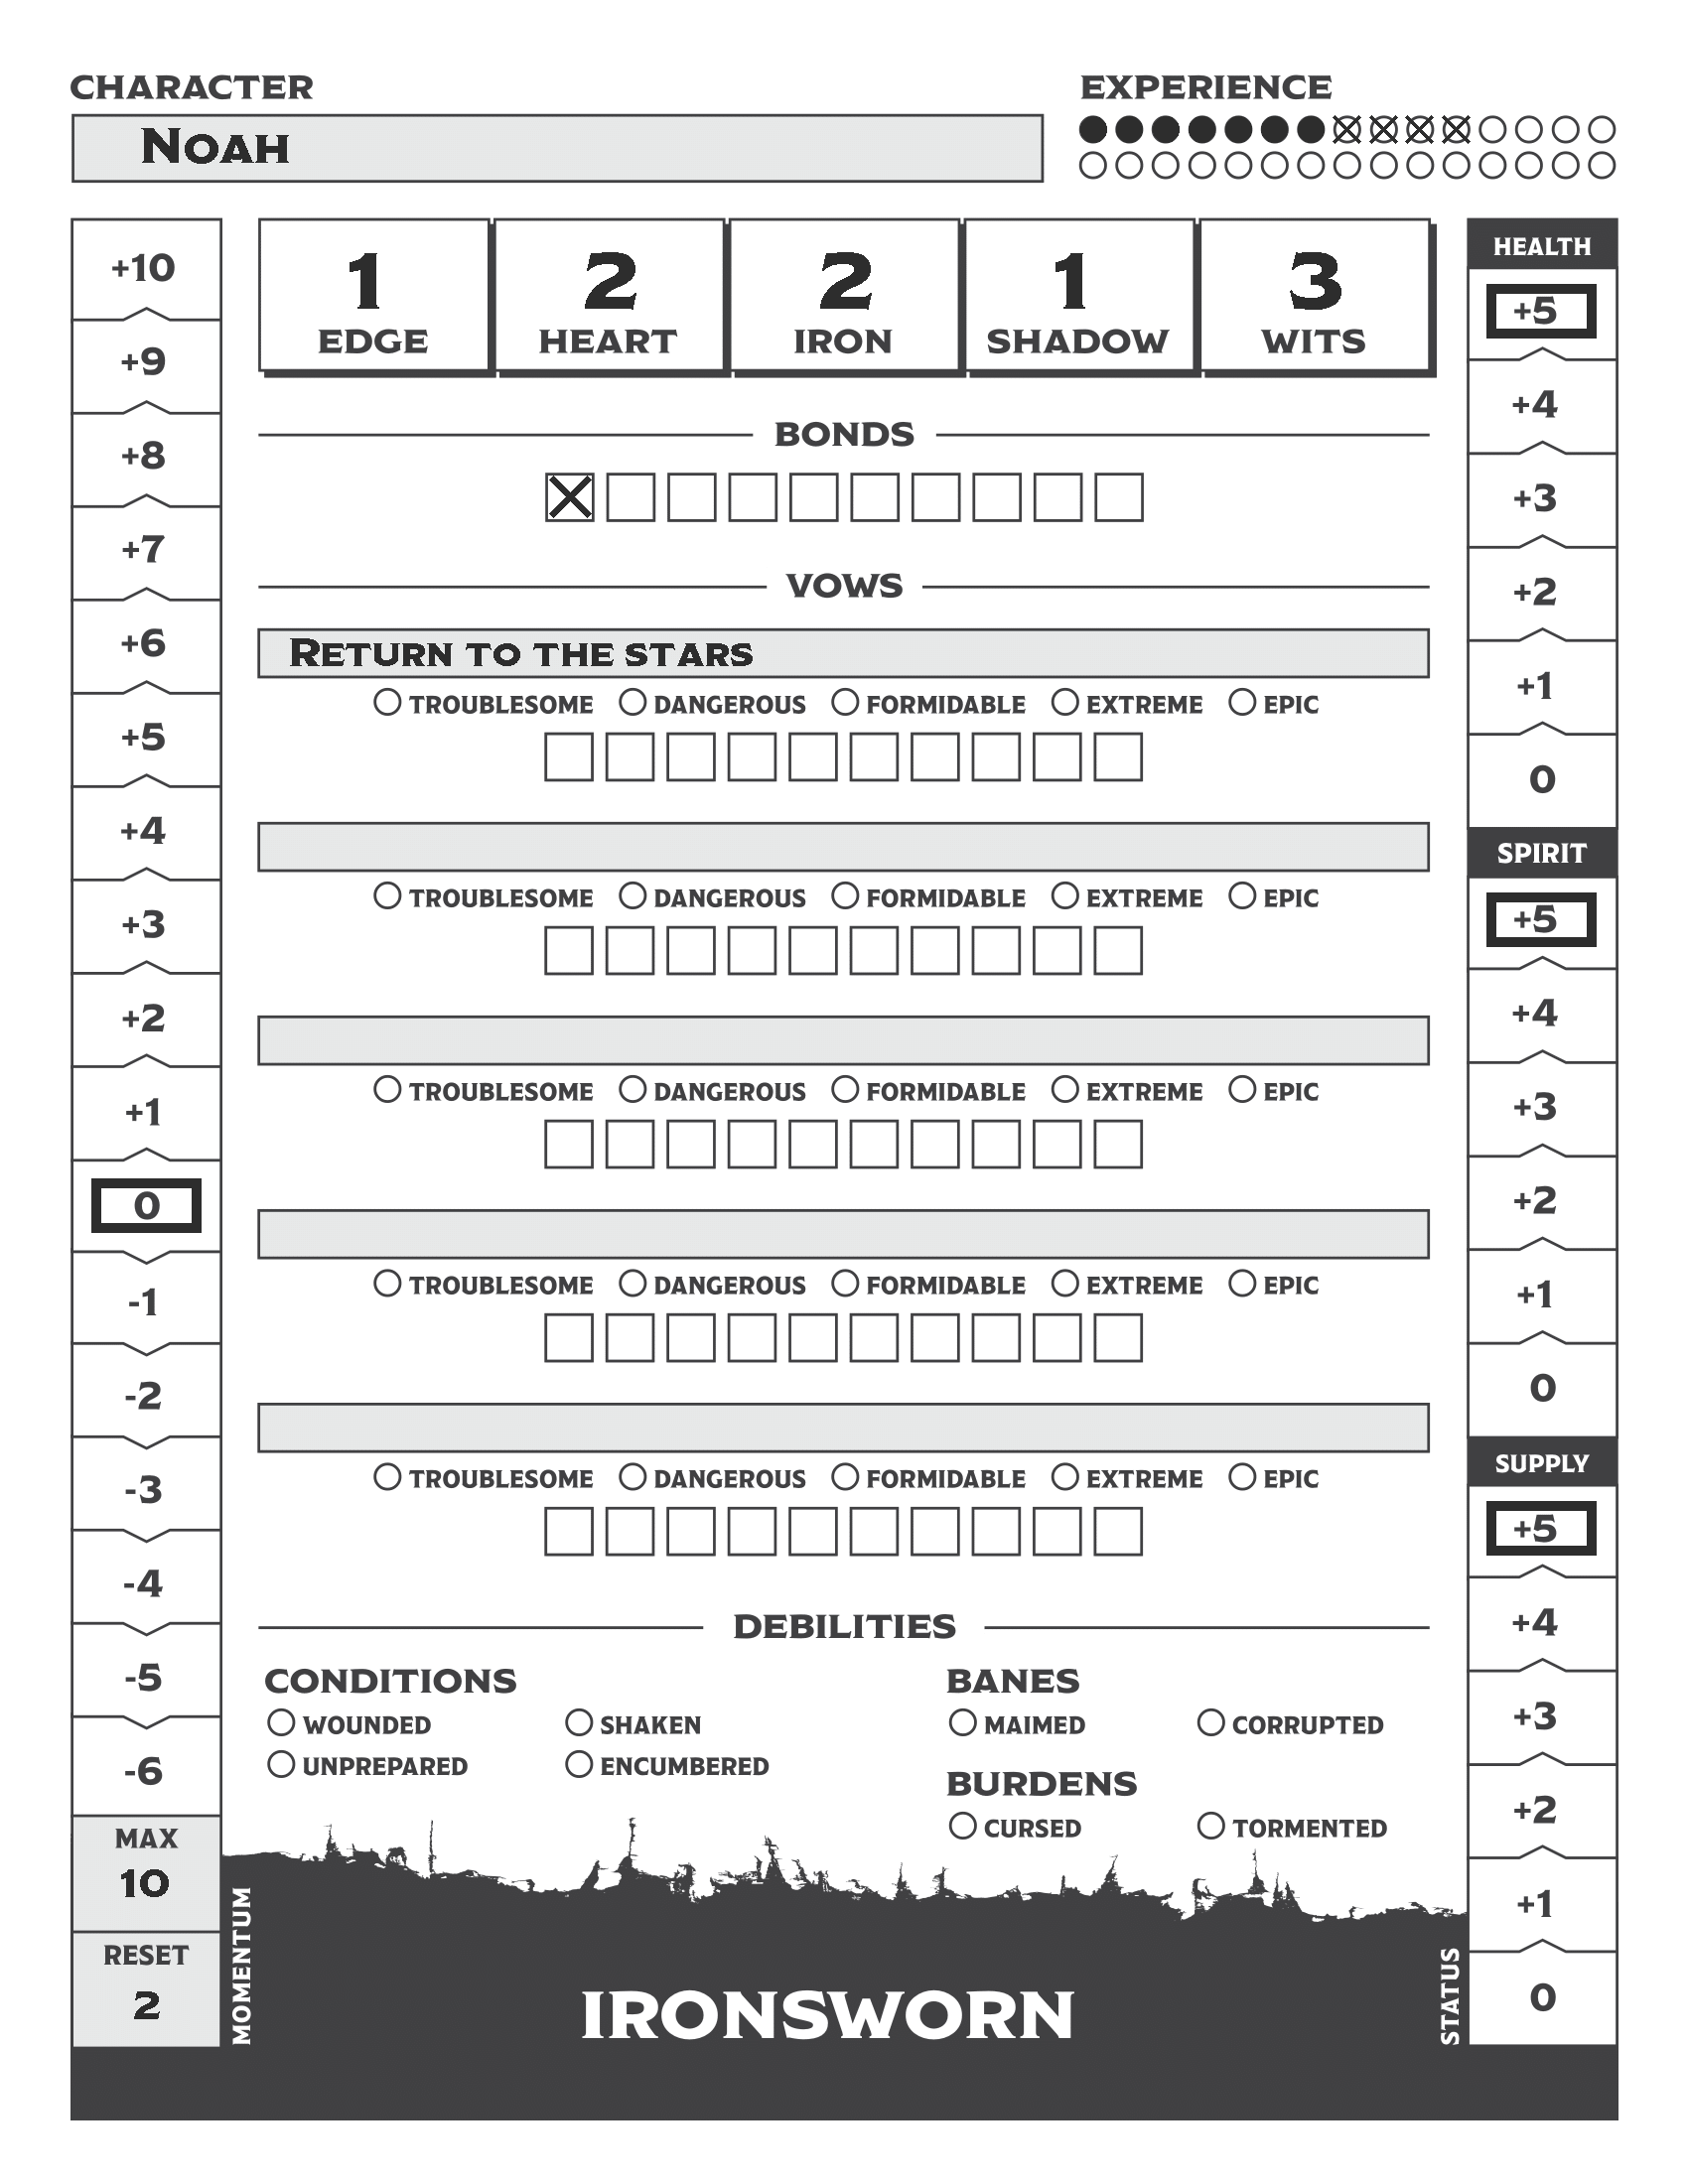 CHARACTER
NOAH
EXPERIENCE
+10
+9
+8
+7
+6
+5
+4
+3
+2
+1
0
-1
-2
-3
-4
-5
-6
MAX
10
RESET
2
MOMENTUM
1 2 2 1 3
EDGE HEART IRON SHADOW WITS
BONDS
VOWS
RETURN TO THE STARS
TROUBLESOME DANGEROUS FORMIDABLE EXTREME EPIC
TROUBLESOME DANGEROUS FORMIDABLE EXTREME EPIC
TROUBLESOME DANGEROUS FORMIDABLE EXTREME EPIC
TROUBLESOME DANGEROUS FORMIDABLE EXTREME EPIC
TROUBLESOME DANGEROUS FORMIDABLE EXTREME EPIC
DEBILITIES
CONDITIONS
WOUNDED SHAKEN
UNPREPARED ENCUMBERED
BANES
MAIMED CORRUPTED
BURDENS
CURSED TORMENTED
IRONSWORN
HEALTH
+5
+4
+3
+2
+1
0
SPIRIT
+5
+4
+3
+2
+1
0
SUPPLY
+5
+4
+3
+2
+1
0
STATUS